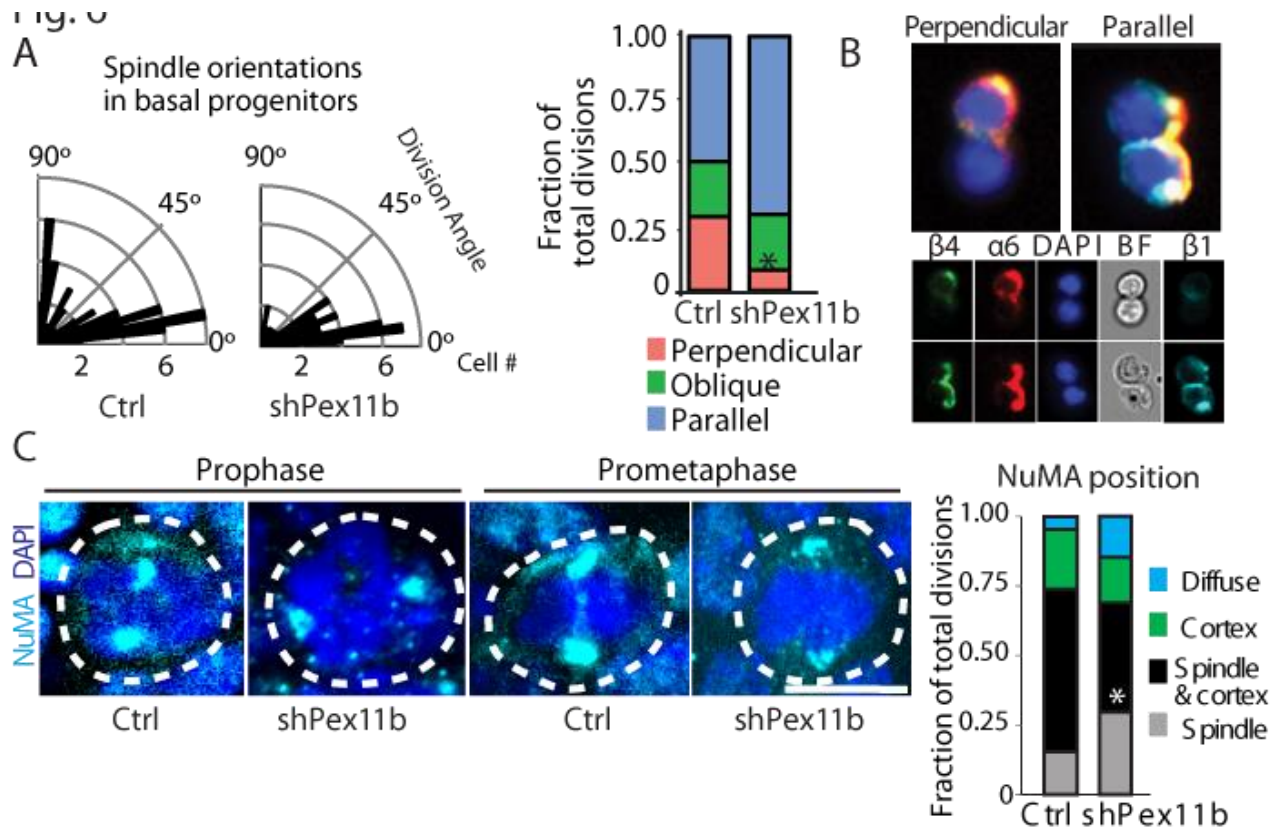 Fig. 6
A
Spindle orientations
in basal progenitors
90º
45º
0º
2
6
Ctrl
90º
45º
0º
2
6
shPex11b
Division Angle
Cell #
Fraction of
total divisions
1.00
0.75
0.50
0.25
0
*
Ctrl shPex11b
Perpendicular
Oblique
Parallel
B
Perpendicular
Parallel
β4 α6 DAPI BF β1
C
Prophase
Prometaphase
NuMA DAPI
Ctrl
shPex11b
Ctrl
shPex11b
NuMA position
Fraction of total divisions
1.00
0.75
0.50
0.25
0
*
Ctrl shPex11b
Diffuse
Cortex
Spindle
& cortex
Spindle